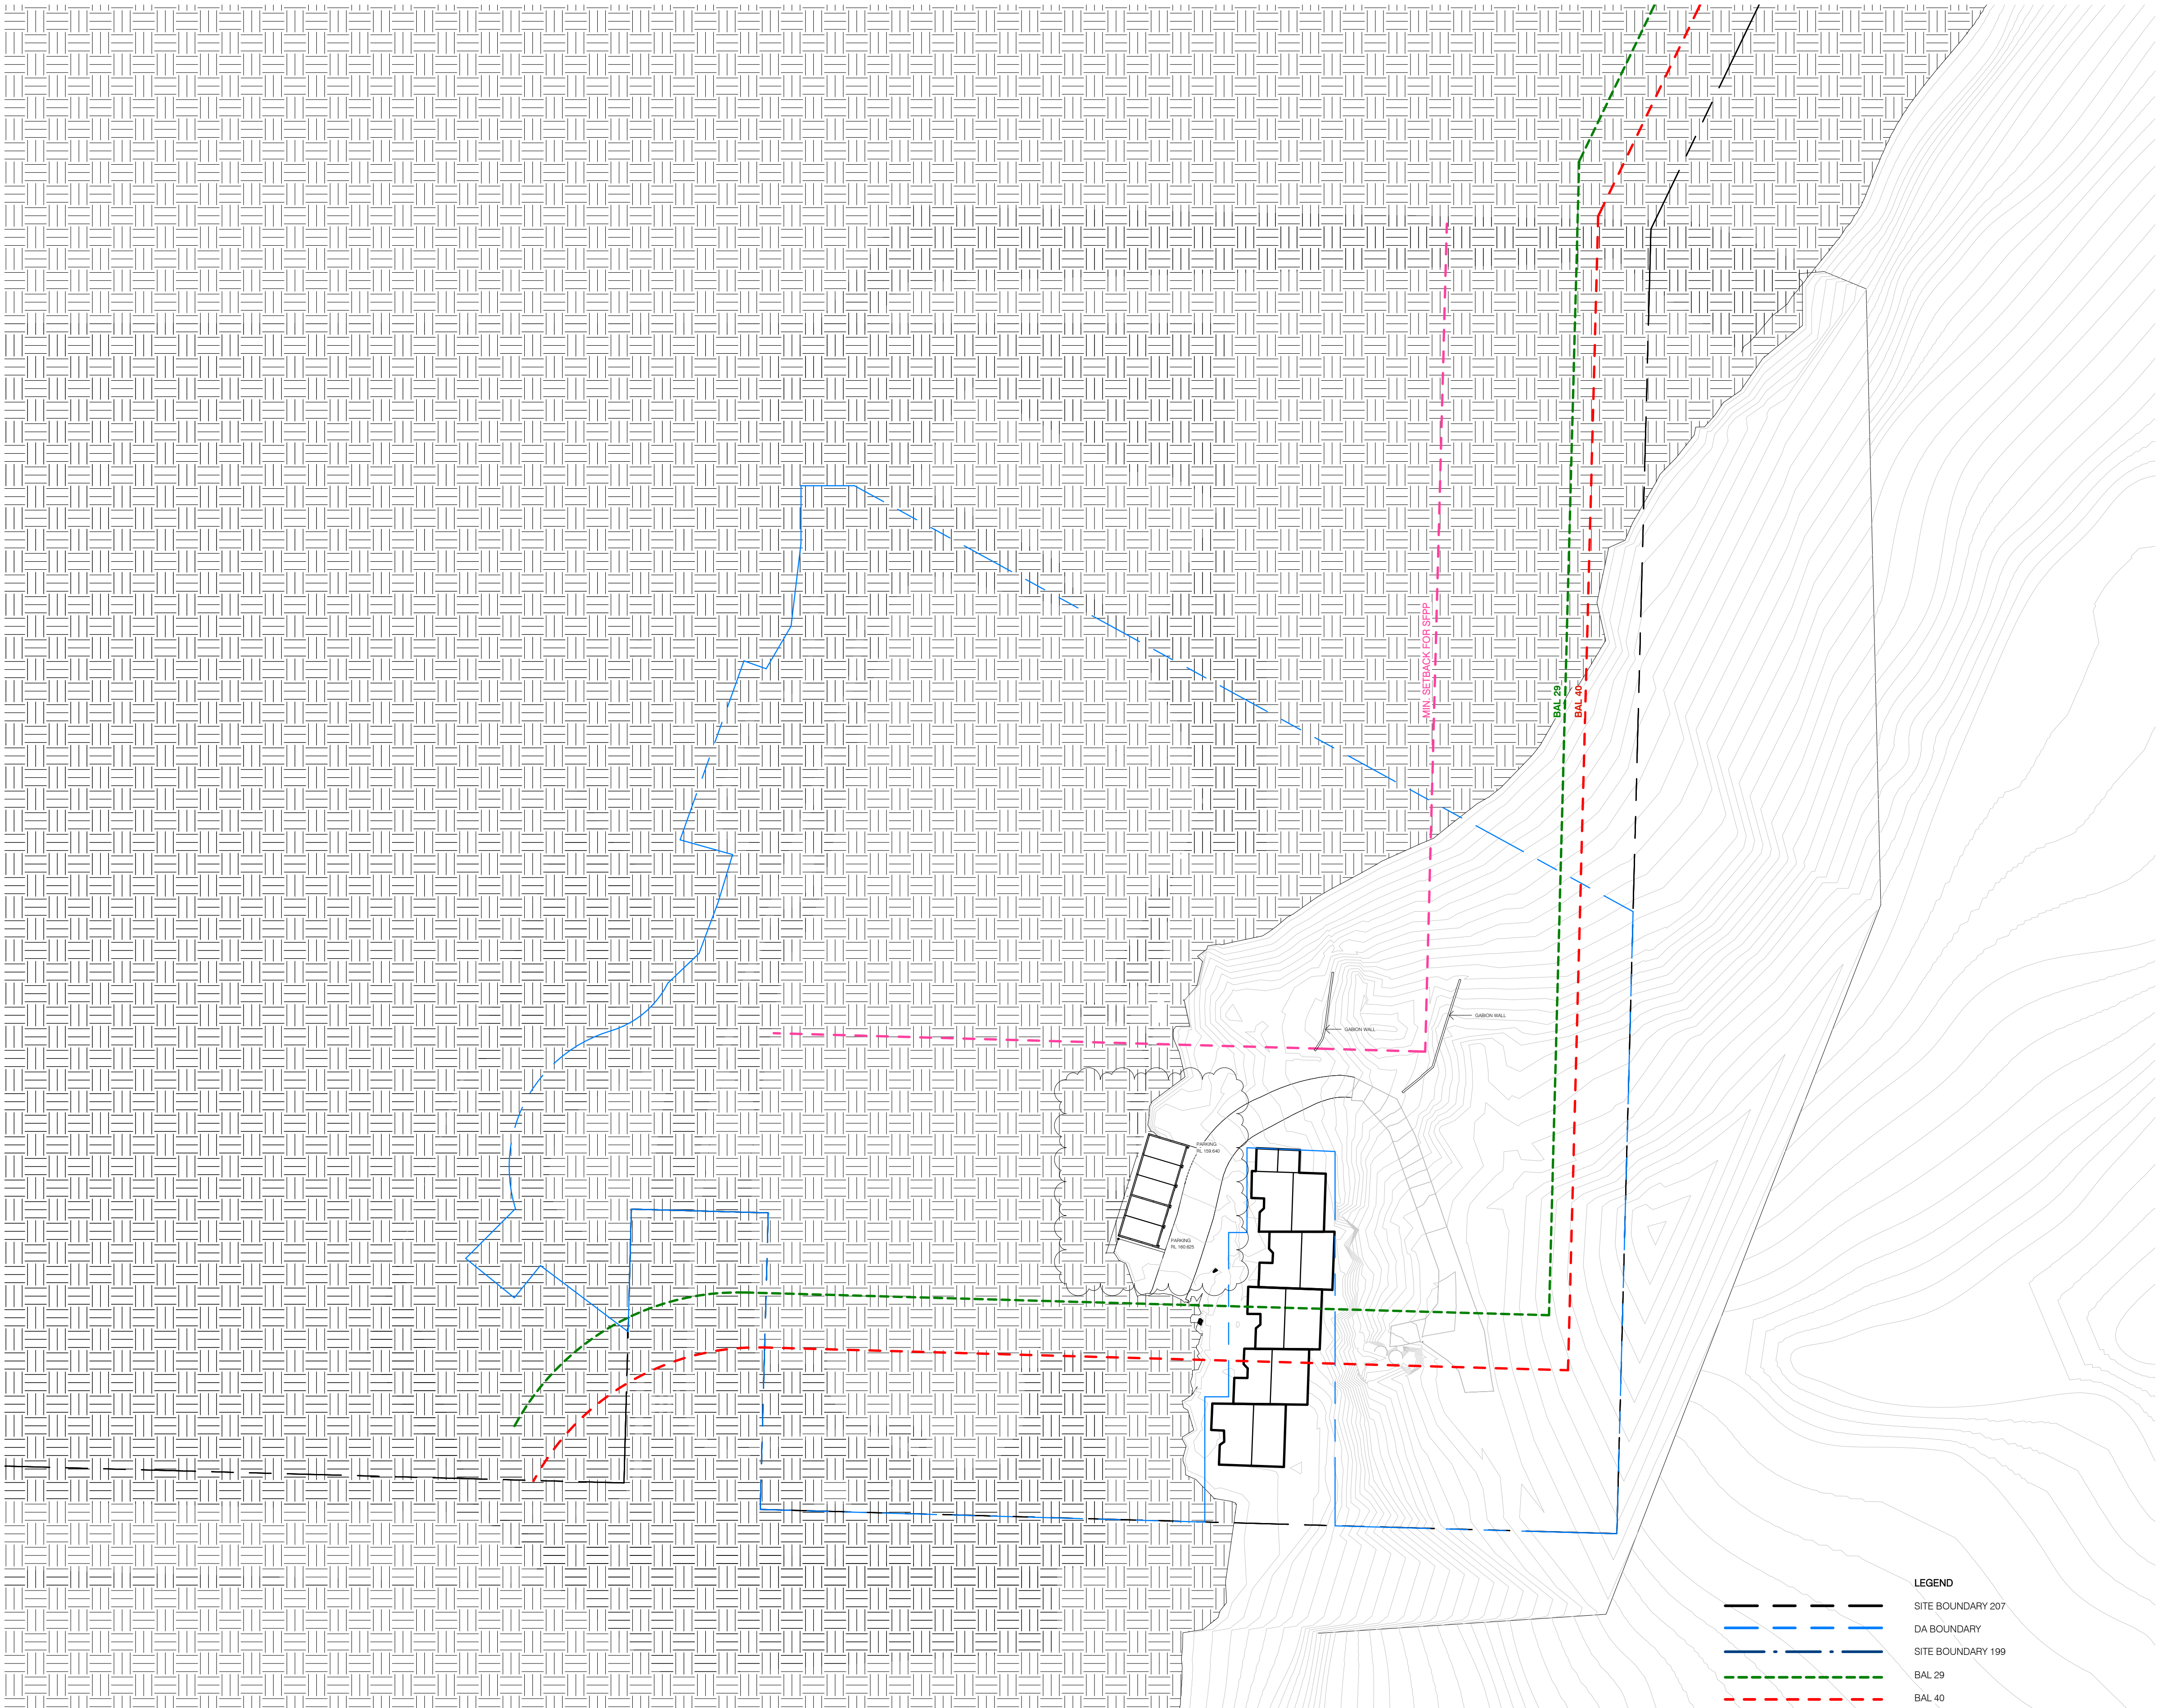 MIN. SETBACK FOR SFPP
BAL 29
BAL 40
GABION WALL
GABION WALL
PARKING
RL 159.640
PARKING
RL 160.625
LEGEND
SITE BOUNDARY 207
DA BOUNDARY
SITE BOUNDARY 199
BAL 29
BAL 40